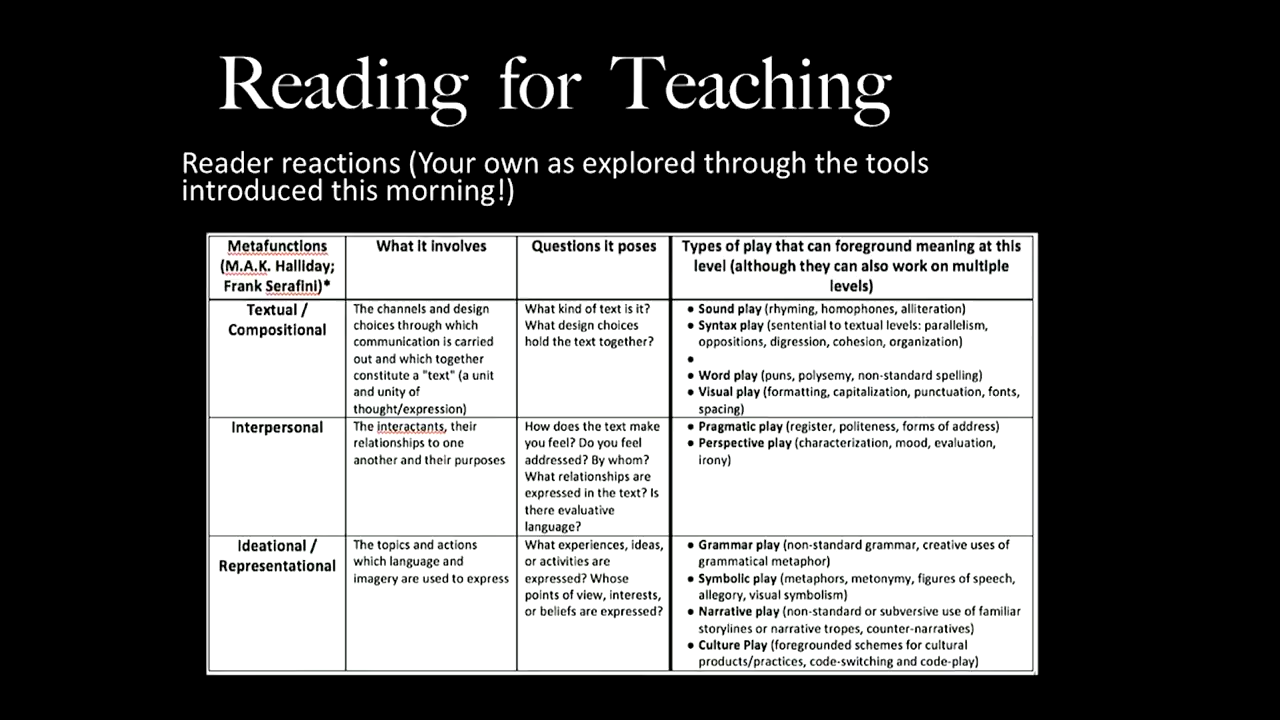 Reading for Teaching
Reader reactions (Your own as explored through the tools
introduced this morning!)
Metafunctions
(M.A.K. Halliday;
Frank Serafini)*
What it involves
Questions it poses
Types of play that can foreground meaning at this
level (although they can also work on multiple
levels)
Textual /
Compositional
The channels and design
choices through which
communication is carried
out and which together
constitute a "text" (a unit
and unity of
thought/expression)
What kind of text is it?
What design choices
hold the text together?
• Sound play (rhyming, homophones, alliteration)
• Syntax play (sentential to textual levels: parallelism,
oppositions, digression, cohesion, organization)
•
• Word play (puns, polysemy, non-standard spelling)
• Visual play (formatting, capitalization, punctuation, fonts,
spacing)
Interpersonal
The interactants, their
relationships to one
another and their purposes
How does the text make
you feel? Do you feel
addressed? By whom?
What relationships are
expressed in the text? Is
there evaluative
language?
• Pragmatic play (register, politeness, forms of address)
• Perspective play (characterization, mood, evaluation,
irony)
Ideational /
Representational
The topics and actions
which language and
imagery are used to express
What experiences, ideas,
or activities are
expressed? Whose
points of view, interests,
or beliefs are expressed?
• Grammar play (non-standard grammar, creative uses of
grammatical metaphor)
• Symbolic play (metaphors, metonymy, figures of speech,
allegory, visual symbolism)
• Narrative play (non-standard or subversive use of familiar
storylines or narrative tropes, counter-narratives)
• Culture Play (foregrounded schemes for cultural
products/practices, code-switching and code-play)